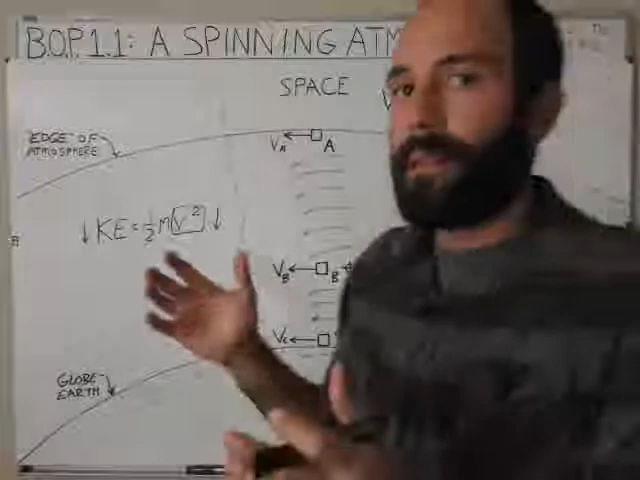 B.O.P. 1.1: A SPINNING ATM
SPACE
EDGE OF
ATMOSPHERE
VA
A
↓ KE = ½ M V² ↓
VB
B
VC
GLOBE
EARTH